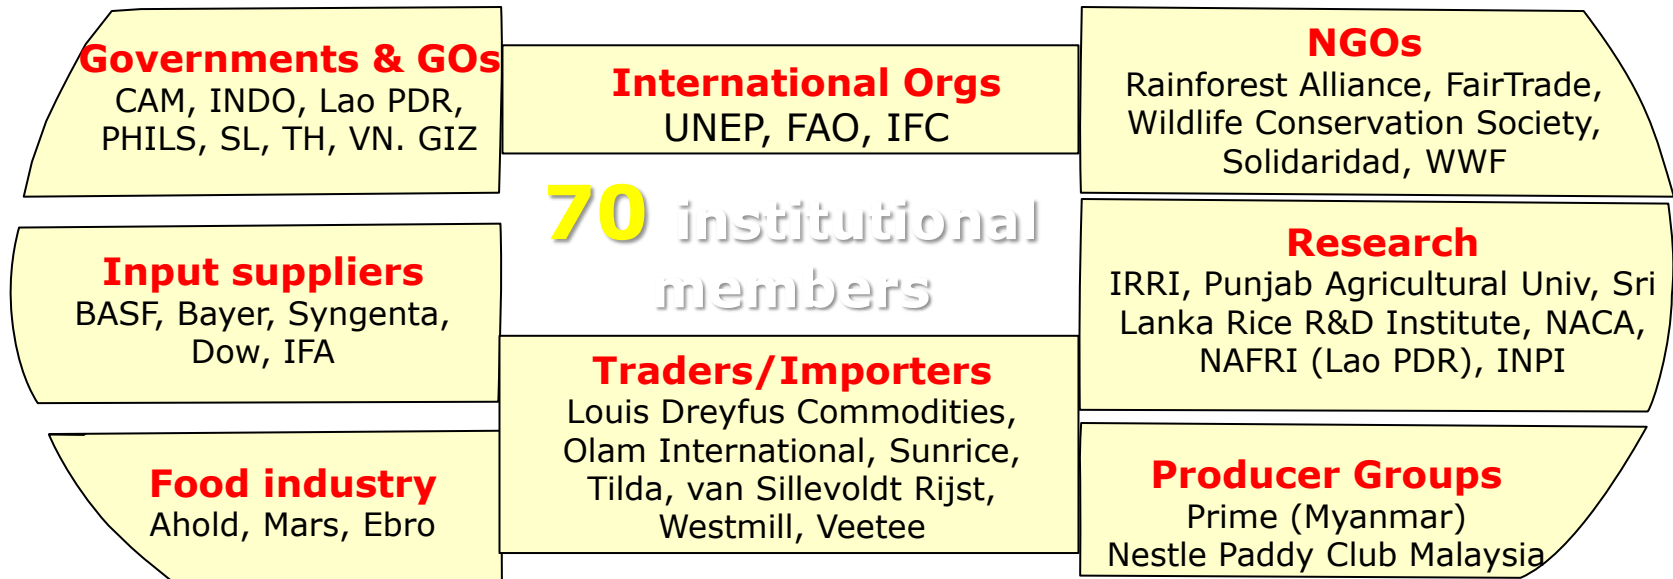 Governments & GOs
CAM, INDO, Lao PDR,
PHILS, SL, TH, VN. GIZ
International Orgs
UNEP, FAO, IFC
NGOs
Rainforest Alliance, FairTrade,
Wildlife Conservation Society,
Solidaridad, WWF
70 institutional
members
Input suppliers
BASF, Bayer, Syngenta,
Dow, IFA
Research
IRRI, Punjab Agricultural Univ, Sri
Lanka Rice R&D Institute, NACA,
NAFRI (Lao PDR), INPI
Food industry
Ahold, Mars, Ebro
Traders/Importers
Louis Dreyfus Commodities,
Olam International, Sunrice,
Tilda, van Sillevoldt Rijst,
Westmill, Veetee
Producer Groups
Prime (Myanmar)
Nestle Paddy Club Malaysia